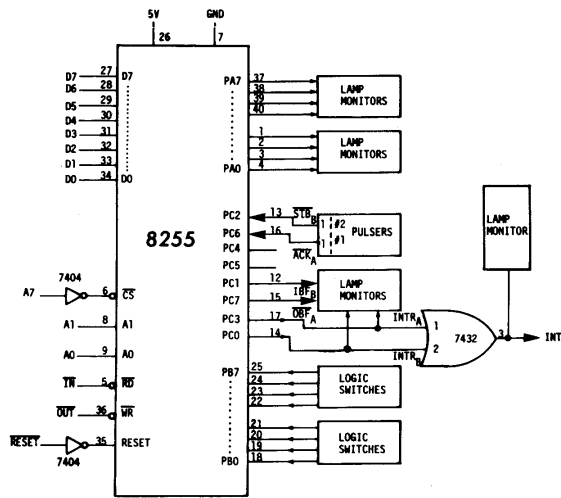 5V GND
26 7
D7 27 D7
D6 28
D5 29
D4 30
D3 31
D2 32
D1 33
D0 34 D0
PA7 37
38
39
40
LAMP
MONITORS
1
2
3
PA0 4
LAMP
MONITORS
8255
PC2 13 STB B
PC6 16
1 #2
1 #1
PULSERS
PC4 ACK A
PC5
PC1 12 IBF B
PC7 15 OBF A
LAMP
MONITORS
PC3 17 INTR A
PC0 14 INTR B
LAMP
MONITOR
1
2
7432
3
INT
7404
A7 6 CS
A1 8 A1
A0 9 A0
IN 5 RD
OUT 36 WR
RESET 35 RESET
7404
PB7 25
24
23
22
LOGIC
SWITCHES
21
20
19
PB0 18
LOGIC
SWITCHES